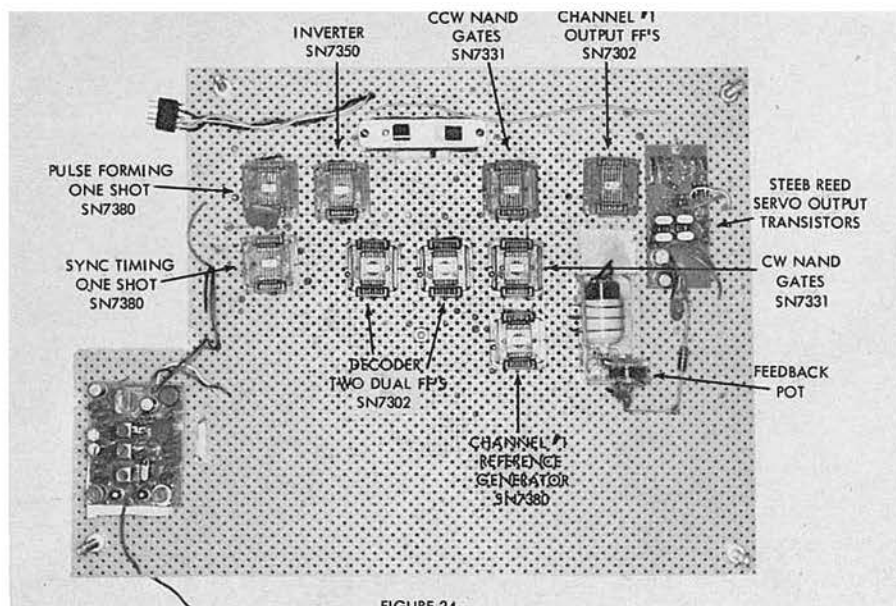 INVERTER
SN7350
CCW NAND
GATES
SN7331
CHANNEL #1
OUTPUT FF'S
SN7302
PULSE FORMING
ONE SHOT
SN7380
STEEB REED
SERVO OUTPUT
TRANSISTORS
SYNC TIMING
ONE SHOT
SN7380
CW NAND
GATES
SN7331
DECODER
TWO DUAL FF'S
SN7302
FEEDBACK
POT
CHANNEL #1
REFERENCE
GENERATOR
SN7380
FIGURE 24